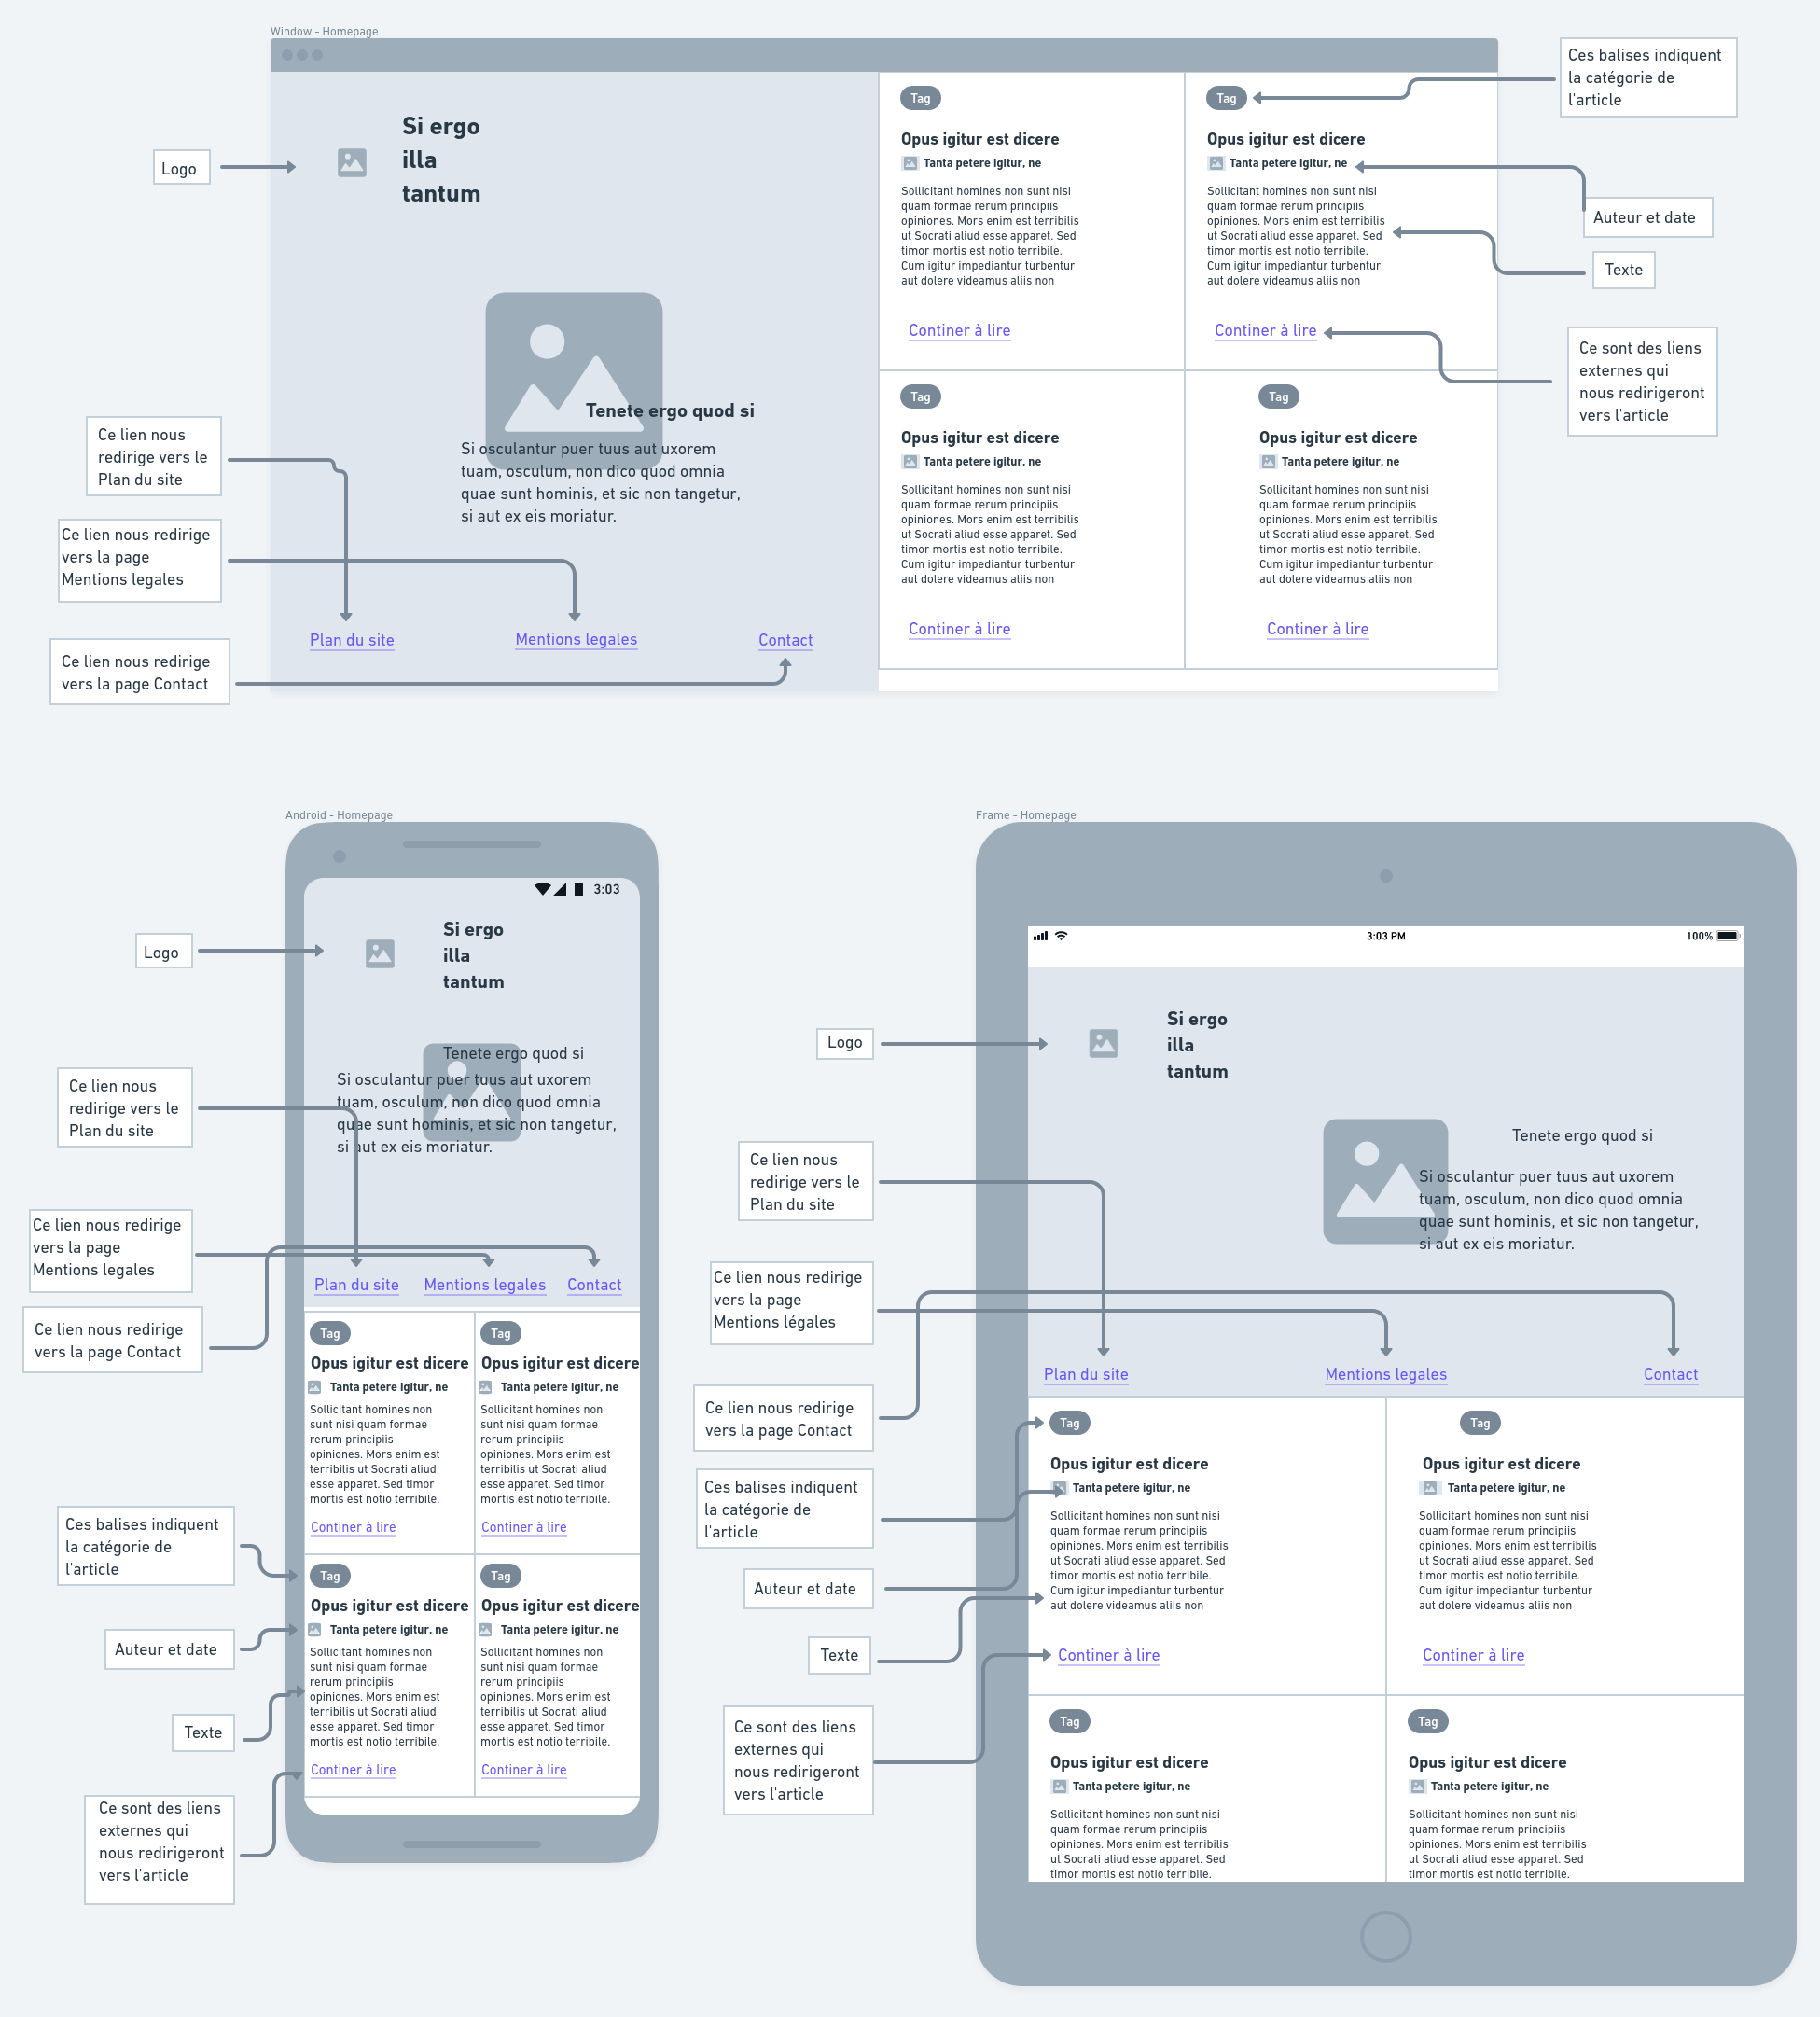 Window - Homepage
Logo
Si ergo
illa
tantum
Tenete ergo quod si
Si osculantur puer tuus aut uxorem
tuam, osculum, non dico quod omnia
quae sunt hominis, et sic non tangetur,
si aut ex eis moriatur.
Ce lien nous
redirige vers le
Plan du site
Ce lien nous redirige
vers la page
Mentions legales
Ce lien nous redirige
vers la page Contact
Plan du site
Mentions legales
Contact
Tag
Opus igitur est dicere
Tanta petere igitur, ne
Sollicitant homines non sunt nisi
quam formae rerum principiis
opiniones. Mors enim est terribilis
ut Socrati aliud esse apparet. Sed
timor mortis est notio terribile.
Cum igitur impediantur turbentur
aut dolere videamus aliis non
Continer à lire
Tag
Opus igitur est dicere
Tanta petere igitur, ne
Sollicitant homines non sunt nisi
quam formae rerum principiis
opiniones. Mors enim est terribilis
ut Socrati aliud esse apparet. Sed
timor mortis est notio terribile.
Cum igitur impediantur turbentur
aut dolere videamus aliis non
Continer à lire
Tag
Opus igitur est dicere
Tanta petere igitur, ne
Sollicitant homines non sunt nisi
quam formae rerum principiis
opiniones. Mors enim est terribilis
ut Socrati aliud esse apparet. Sed
timor mortis est notio terribile.
Cum igitur impediantur turbentur
aut dolere videamus aliis non
Continer à lire
Tag
Opus igitur est dicere
Tanta petere igitur, ne
Sollicitant homines non sunt nisi
quam formae rerum principiis
opiniones. Mors enim est terribilis
ut Socrati aliud esse apparet. Sed
timor mortis est notio terribile.
Cum igitur impediantur turbentur
aut dolere videamus aliis non
Continer à lire
Ces balises indiquent
la catégorie de
l'article
Auteur et date
Texte
Ce sont des liens
externes qui
nous redirigeront
vers l'article
Android - Homepage
3:03
Logo
Si ergo
illa
tantum
Tenete ergo quod si
Si osculantur puer tuus aut uxorem
tuam, osculum, non dico quod omnia
quae sunt hominis, et sic non tangetur,
si aut ex eis moriatur.
Ce lien nous
redirige vers le
Plan du site
Ce lien nous redirige
vers la page
Mentions legales
Ce lien nous redirige
vers la page Contact
Plan du site
Mentions legales
Contact
Tag
Opus igitur est dicere
Tanta petere igitur, ne
Sollicitant homines non
sunt nisi quam formae
rerum principiis
opiniones. Mors enim est
terribilis ut Socrati aliud
esse apparet. Sed timor
mortis est notio terribile.
Continer à lire
Tag
Opus igitur est dicere
Tanta petere igitur, ne
Sollicitant homines non
sunt nisi quam formae
rerum principiis
opiniones. Mors enim est
terribilis ut Socrati aliud
esse apparet. Sed timor
mortis est notio terribile.
Continer à lire
Tag
Opus igitur est dicere
Tanta petere igitur, ne
Sollicitant homines non
sunt nisi quam formae
rerum principiis
opiniones. Mors enim est
terribilis ut Socrati aliud
esse apparet. Sed timor
mortis est notio terribile.
Continer à lire
Tag
Opus igitur est dicere
Tanta petere igitur, ne
Sollicitant homines non
sunt nisi quam formae
rerum principiis
opiniones. Mors enim est
terribilis ut Socrati aliud
esse apparet. Sed timor
mortis est notio terribile.
Continer à lire
Ces balises indiquent
la catégorie de
l'article
Auteur et date
Texte
Ce sont des liens
externes qui
nous redirigeront
vers l'article
Frame - Homepage
3:03 PM
100%
Logo
Si ergo
illa
tantum
Tenete ergo quod si
Si osculantur puer tuus aut uxorem
tuam, osculum, non dico quod omnia
quae sunt hominis, et sic non tangetur,
si aut ex eis moriatur.
Ce lien nous
redirige vers le
Plan du site
Ce lien nous redirige
vers la page
Mentions légales
Ce lien nous redirige
vers la page Contact
Plan du site
Mentions legales
Contact
Ces balises indiquent
la catégorie de
l'article
Auteur et date
Texte
Ce sont des liens
externes qui
nous redirigeront
vers l'article
Tag
Opus igitur est dicere
Tanta petere igitur, ne
Sollicitant homines non sunt nisi
quam formae rerum principiis
opiniones. Mors enim est terribilis
ut Socrati aliud esse apparet. Sed
timor mortis est notio terribile.
Cum igitur impediantur turbentur
aut dolere videamus aliis non
Continer à lire
Tag
Opus igitur est dicere
Tanta petere igitur, ne
Sollicitant homines non sunt nisi
quam formae rerum principiis
opiniones. Mors enim est terribilis
ut Socrati aliud esse apparet. Sed
timor mortis est notio terribile.
Cum igitur impediantur turbentur
aut dolere videamus aliis non
Continer à lire
Tag
Opus igitur est dicere
Tanta petere igitur, ne
Sollicitant homines non sunt nisi
quam formae rerum principiis
opiniones. Mors enim est terribilis
ut Socrati aliud esse apparet. Sed
timor mortis est notio terribile.
Tag
Opus igitur est dicere
Tanta petere igitur, ne
Sollicitant homines non sunt nisi
quam formae rerum principiis
opiniones. Mors enim est terribilis
ut Socrati aliud esse apparet. Sed
timor mortis est notio terribile.